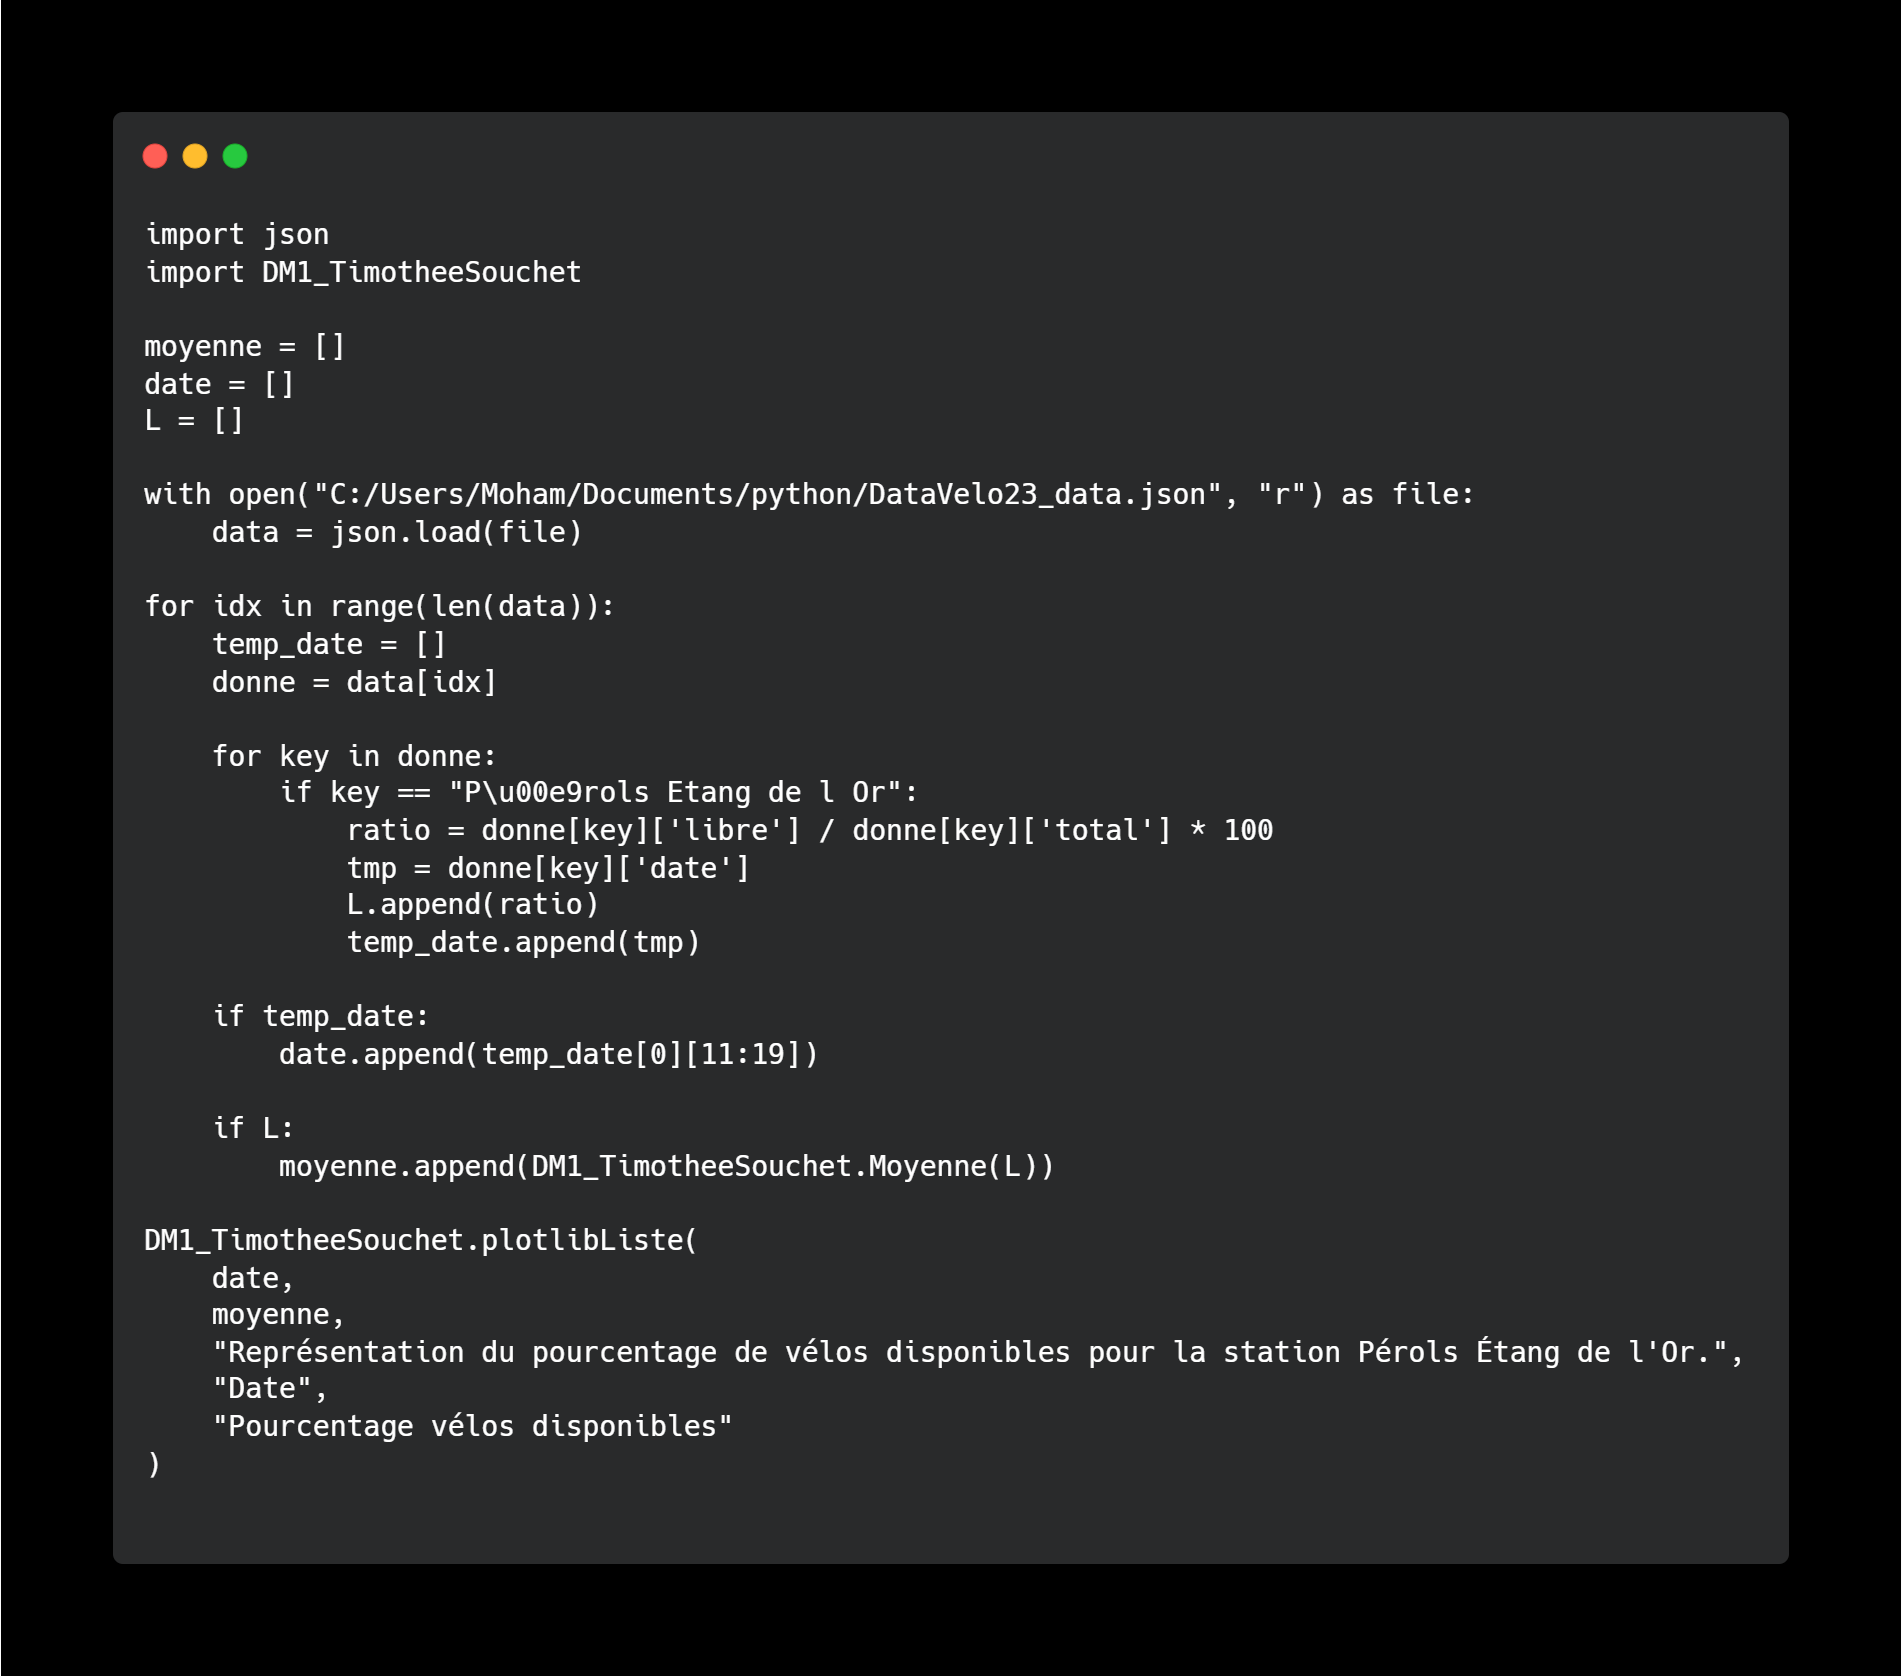 import json
import DM1_TimotheeSouchet

moyenne = []
date = []
L = []

with open("C:/Users/Moham/Documents/python/DataVelo23_data.json", "r") as file:
    data = json.load(file)

for idx in range(len(data)):
    temp_date = []
    donne = data[idx]

    for key in donne:
        if key == "P\u00e9rols Etang de l Or":
            ratio = donne[key]['libre'] / donne[key]['total'] * 100
            tmp = donne[key]['date']
            L.append(ratio)
            temp_date.append(tmp)

    if temp_date:
        date.append(temp_date[0][11:19])

    if L:
        moyenne.append(DM1_TimotheeSouchet.Moyenne(L))

DM1_TimotheeSouchet.plotlibListe(
    date,
    moyenne,
    "Représentation du pourcentage de vélos disponibles pour la station Pérols Étang de l'Or.",
    "Date",
    "Pourcentage vélos disponibles"
)